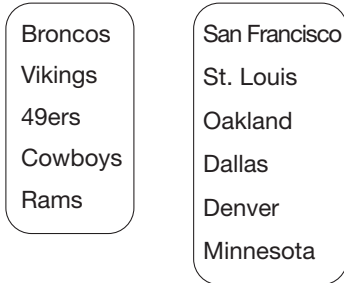 Broncos
Vikings
49ers
Cowboys
Rams
San Francisco
St. Louis
Oakland
Dallas
Denver
Minnesota